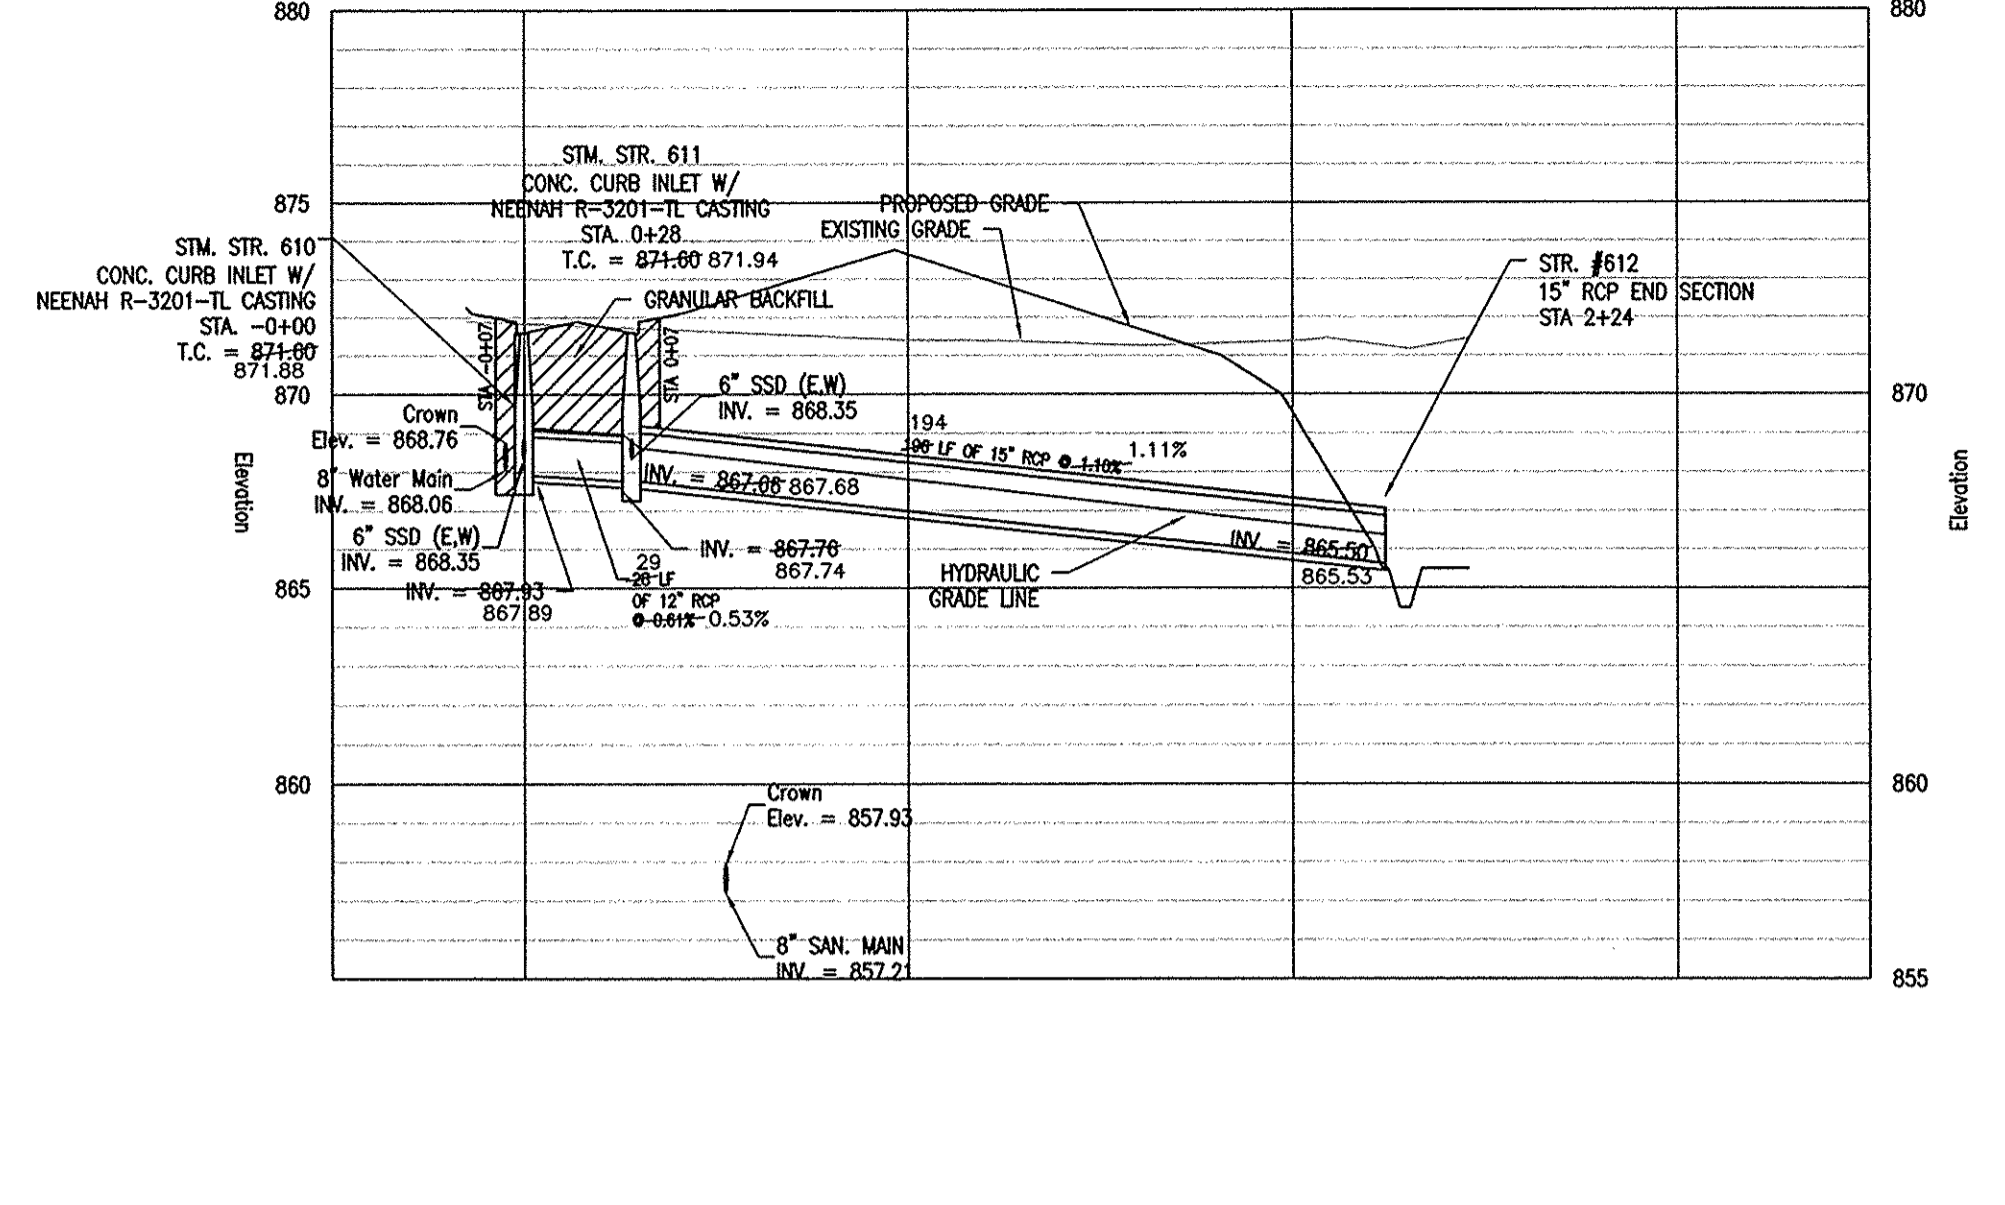 880
880
STM. STR. 611
CONC. CURB INLET W/
NEENAH R-3201-TL CASTING
STA. 0+28
T.C. = 871.60 871.94
875
PROPOSED GRADE
EXISTING GRADE
STM. STR. 610
CONC. CURB INLET W/
NEENAH R-3201-TL CASTING
STA. -0+00
T.C. = 871.60
871.88
GRANULAR BACKFILL
STR. #612
15" RCP END SECTION
STA 2+24
STA -0+07
STA 0+07
870
870
6" SSD (E,W)
INV. = 868.35
Crown
Elev. = 868.76
8" Water Main
INV. = 868.06
6" SSD (E,W)
INV. = 868.35
INV. = 867.93
867.89
194
LF OF 15" RCP @ 1.10% 1.11%
INV. = 867.68
INV. = 867.76
867.74
29
28 LF
OF 12" RCP
@ 0.61% 0.53%
HYDRAULIC
GRADE LINE
INV. = 865.50
865.53
865
865
Elevation
Elevation
860
860
Crown
Elev. = 857.93
8" SAN. MAIN
INV. = 857.21
855